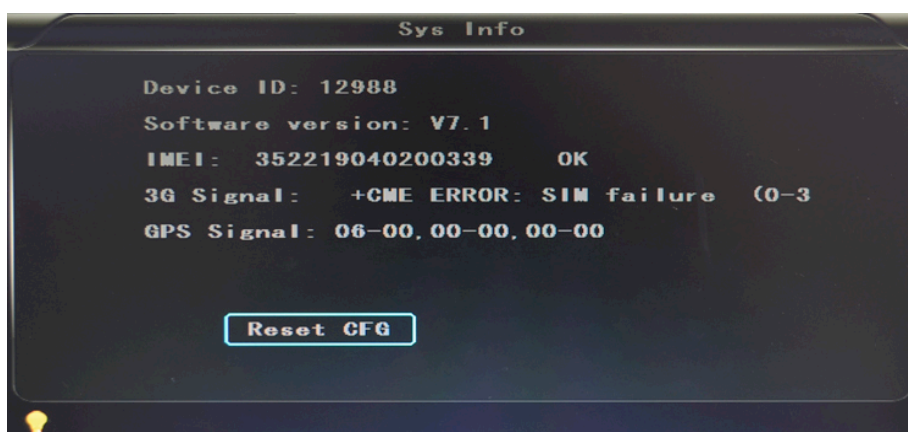 Sys Info
Device ID: 12988
Software version: V7.1
IMEI: 352219040200339 OK
3G Signal: +CME ERROR: SIM failure (0-3
GPS Signal: 06-00,00-00,00-00
Reset CFG